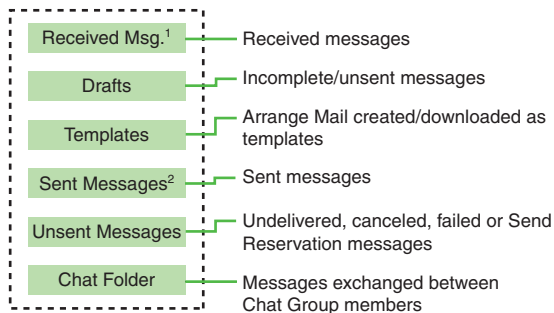 Received Msg.¹ Received messages
Drafts Incomplete/unsent messages
Templates Arrange Mail created/downloaded as
templates
Sent Messages² Sent messages
Unsent Messages Undelivered, canceled, failed or Send
Reservation messages
Chat Folder Messages exchanged between
Chat Group members